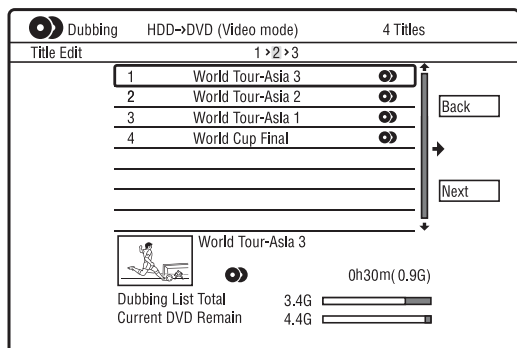 Dubbing HDD->DVD (Video mode) 4 Titles
Title Edit 1 > 2 > 3
1 World Tour-Asia 3
2 World Tour-Asia 2
3 World Tour-Asia 1
4 World Cup Final
Back
Next
World Tour-Asia 3
0h30m( 0.9G)
Dubbing List Total 3.4G
Current DVD Remain 4.4G